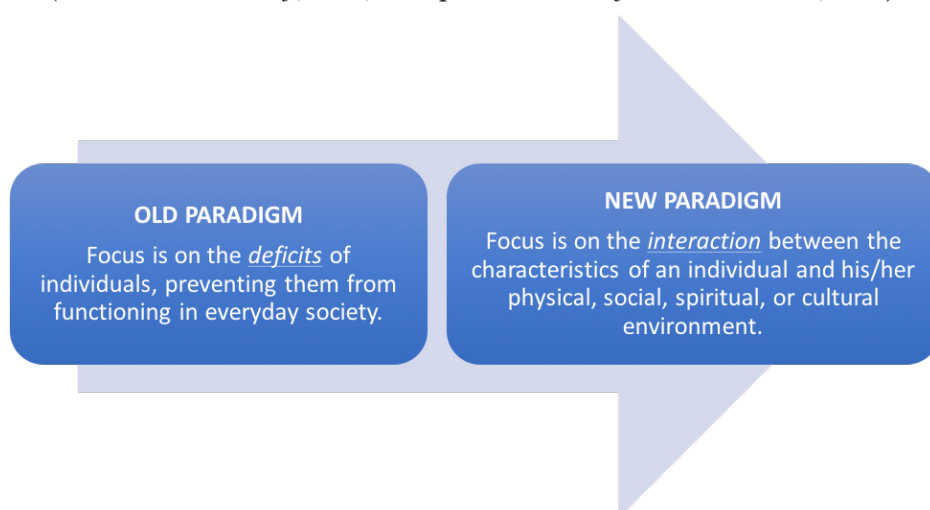 OLD PARADIGM
Focus is on the deficits of
individuals, preventing them from
functioning in everyday society.
NEW PARADIGM
Focus is on the interaction between the
characteristics of an individual and his/her
physical, social, spiritual, or cultural
environment.